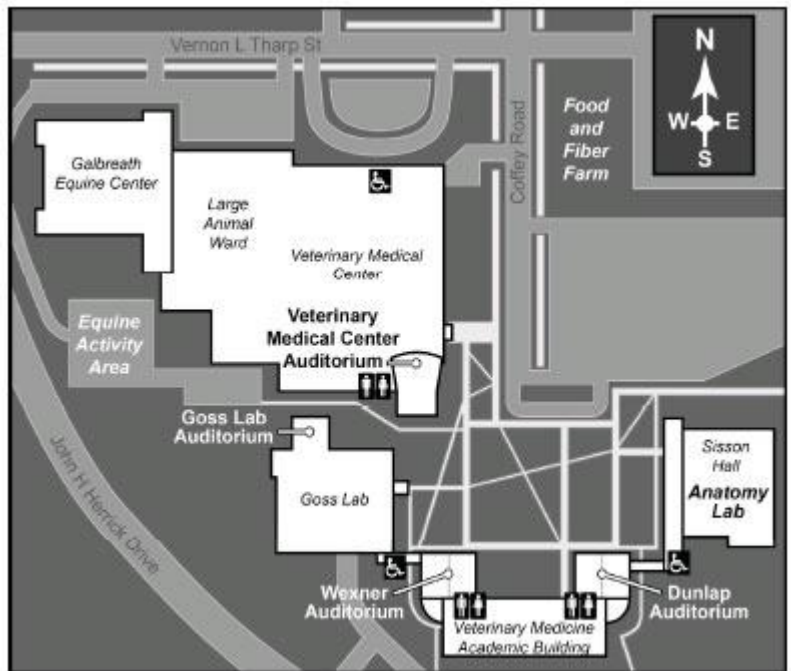 Vernon L Tharp St
N
W E
S
Food
and
Fiber
Farm
Coffey Road
Galbreath
Equine Center
Large
Animal
Ward
Veterinary Medical
Center
Veterinary
Medical Center
Auditorium
Equine
Activity
Area
Goss Lab
Auditorium
Goss Lab
John H Herrick Drive
Sisson
Hall
Anatomy
Lab
Wexner
Auditorium
Dunlap
Auditorium
Veterinary Medicine
Academic Building